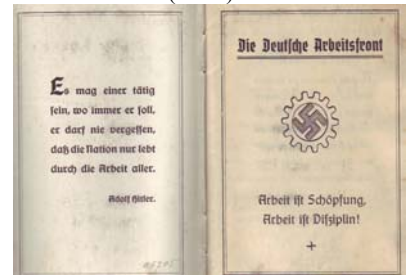 Es mag einer tätig
sein, wo immer er soll,
er darf nie vergessen,
daß die Nation nur lebt
durch die Arbeit aller.
Adolf Hitler.
Die Deutsche Arbeitsfront
Arbeit ist Schöpfung,
Arbeit ist Disziplin!